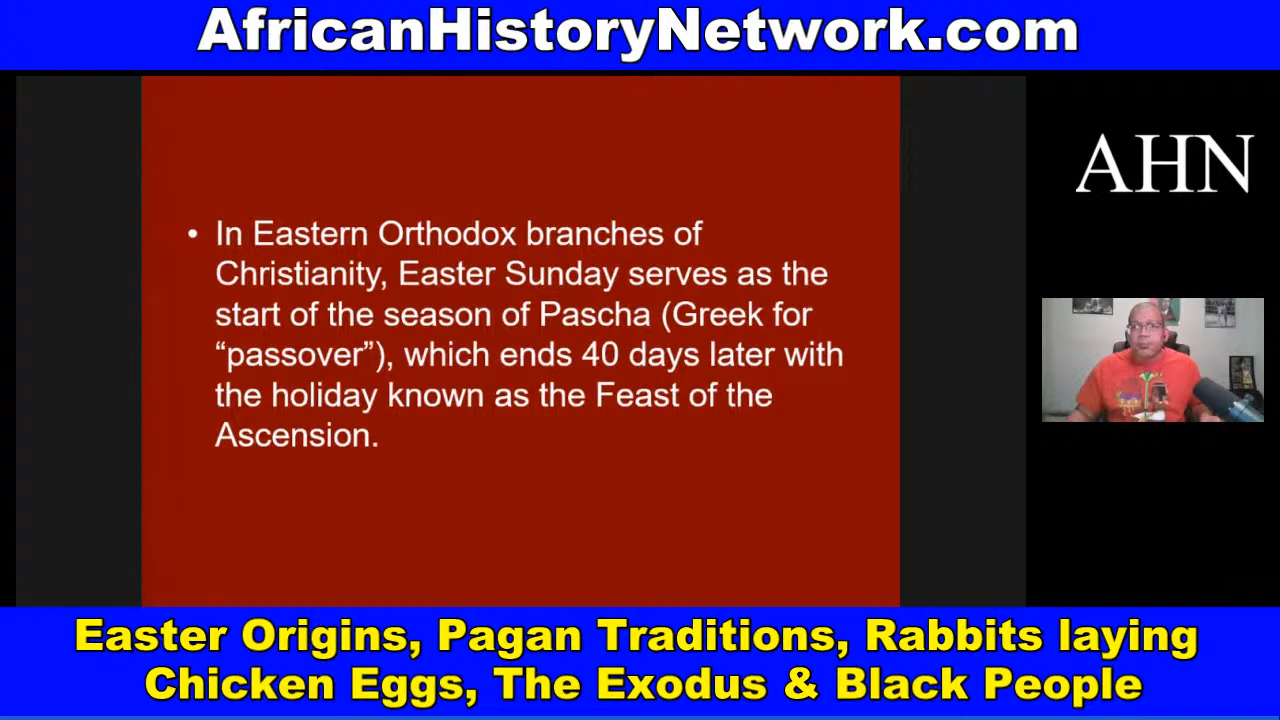 AfricanHistoryNetwork.com
AHN
• In Eastern Orthodox branches of
Christianity, Easter Sunday serves as the
start of the season of Pascha (Greek for
“passover”), which ends 40 days later with
the holiday known as the Feast of the
Ascension.
Easter Origins, Pagan Traditions, Rabbits laying
Chicken Eggs, The Exodus & Black People